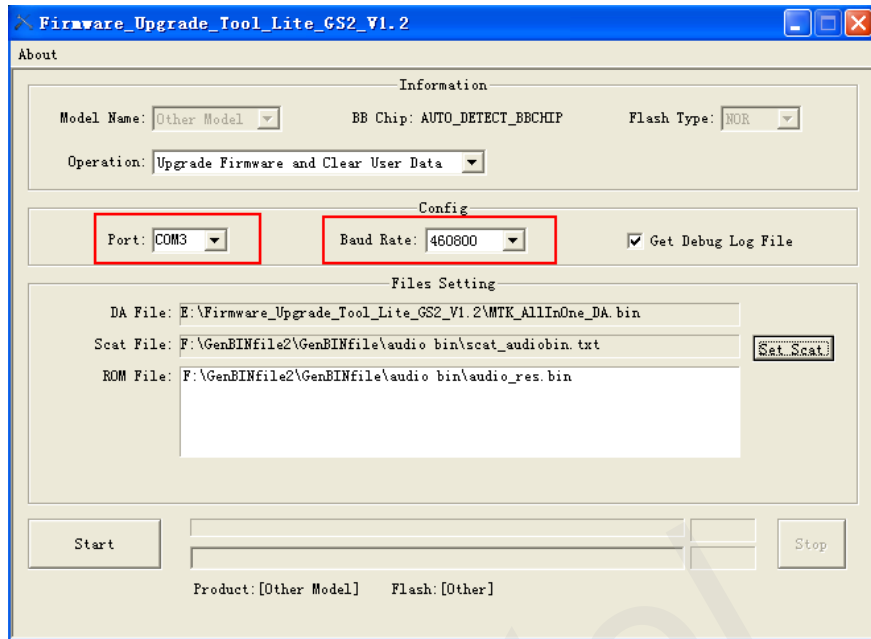 Firmware_Upgrade_Tool_Lite_GS2_V1.2
About
Information
Model Name: Other Model BB Chip: AUTO_DETECT_BBCHIP Flash Type: NOR
Operation: Upgrade Firmware and Clear User Data
Config
Port: COM3 Baud Rate: 460800 Get Debug Log File
Files Setting
DA File: E:\Firmware_Upgrade_Tool_Lite_GS2_V1.2\MTK_AllInOne_DA.bin
Scat File: F:\GenBINfile2\GenBINfile\audio bin\scat_audiobin.txt Set Scat
ROM File: F:\GenBINfile2\GenBINfile\audio bin\audio_res.bin
Start Stop
Product:[Other Model] Flash:[Other]